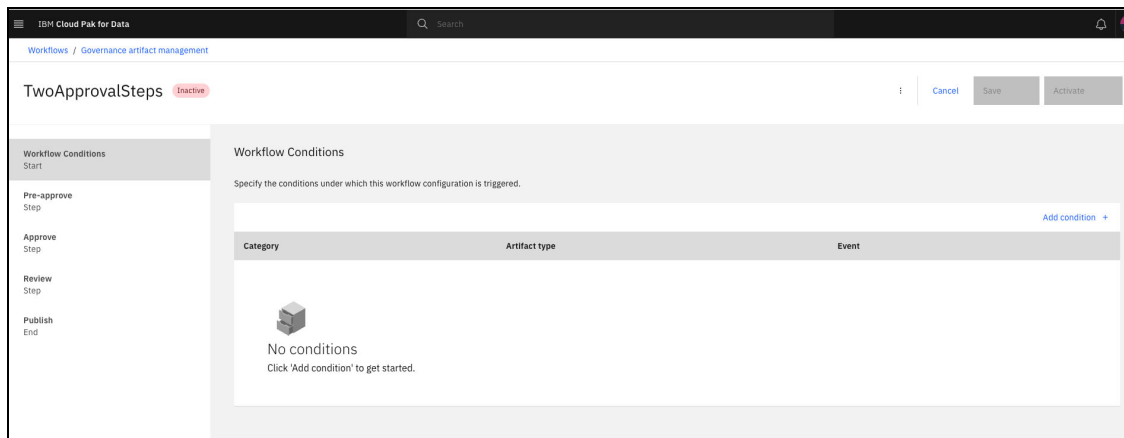 IBM Cloud Pak for Data
Search
Workflows / Governance artifact management
TwoApprovalSteps
Inactive
Cancel
Save
Activate
Workflow Conditions
Start
Pre-approve
Step
Approve
Step
Review
Step
Publish
End
Workflow Conditions
Specify the conditions under which this workflow configuration is triggered.
Add condition +
Category Artifact type Event
No conditions
Click 'Add condition' to get started.